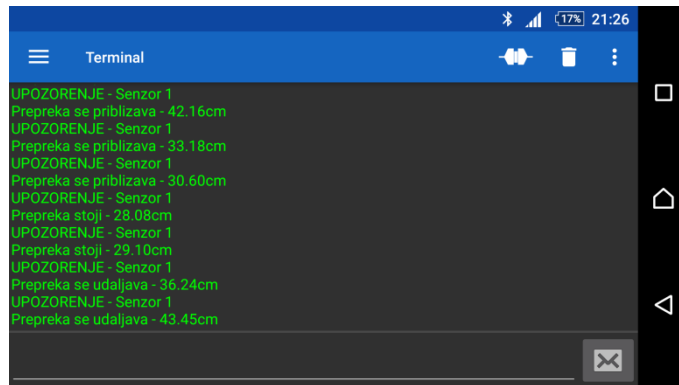 17% 21:26
Terminal
UPOZORENJE - Senzor 1
Prepreka se priblizava - 42.16cm
UPOZORENJE - Senzor 1
Prepreka se priblizava - 33.18cm
UPOZORENJE - Senzor 1
Prepreka se priblizava - 30.60cm
UPOZORENJE - Senzor 1
Prepreka stoji - 28.08cm
UPOZORENJE - Senzor 1
Prepreka stoji - 29.10cm
UPOZORENJE - Senzor 1
Prepreka se udaljava - 36.24cm
UPOZORENJE - Senzor 1
Prepreka se udaljava - 43.45cm